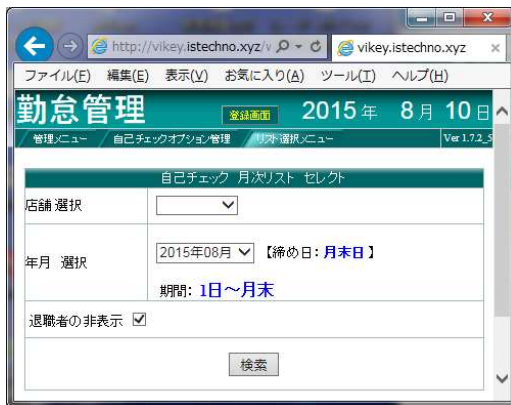 http://vikey.istechno.xyz/v
vikey.istechno.xyz
ファイル(F) 編集(E) 表示(V) お気に入り(A) ツール(T) ヘルプ(H)
勤怠管理 登録画面 2015年 8月 10日
管理メニュー 自己チェックオプション管理 リスト選択メニュー Ver 1.7.2_5
自己チェック 月次リスト セレクト
店舗選択
年月 選択 2015年08月 【締め日:月末日】
期間: 1日～月末
退職者の非表示
検索